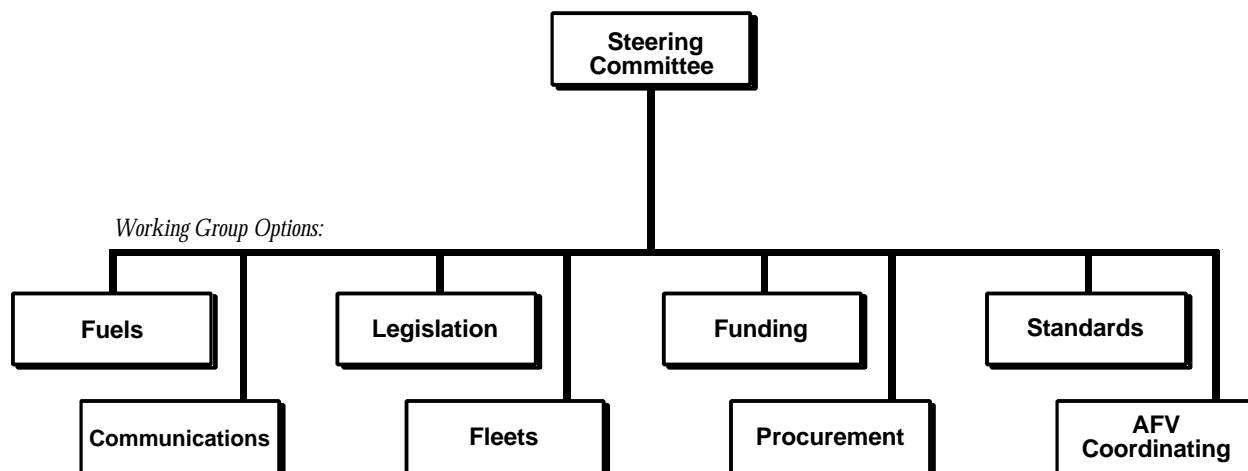 Steering
Committee
Working Group Options:
Fuels
Legislation
Funding
Standards
Communications
Fleets
Procurement
AFV
Coordinating